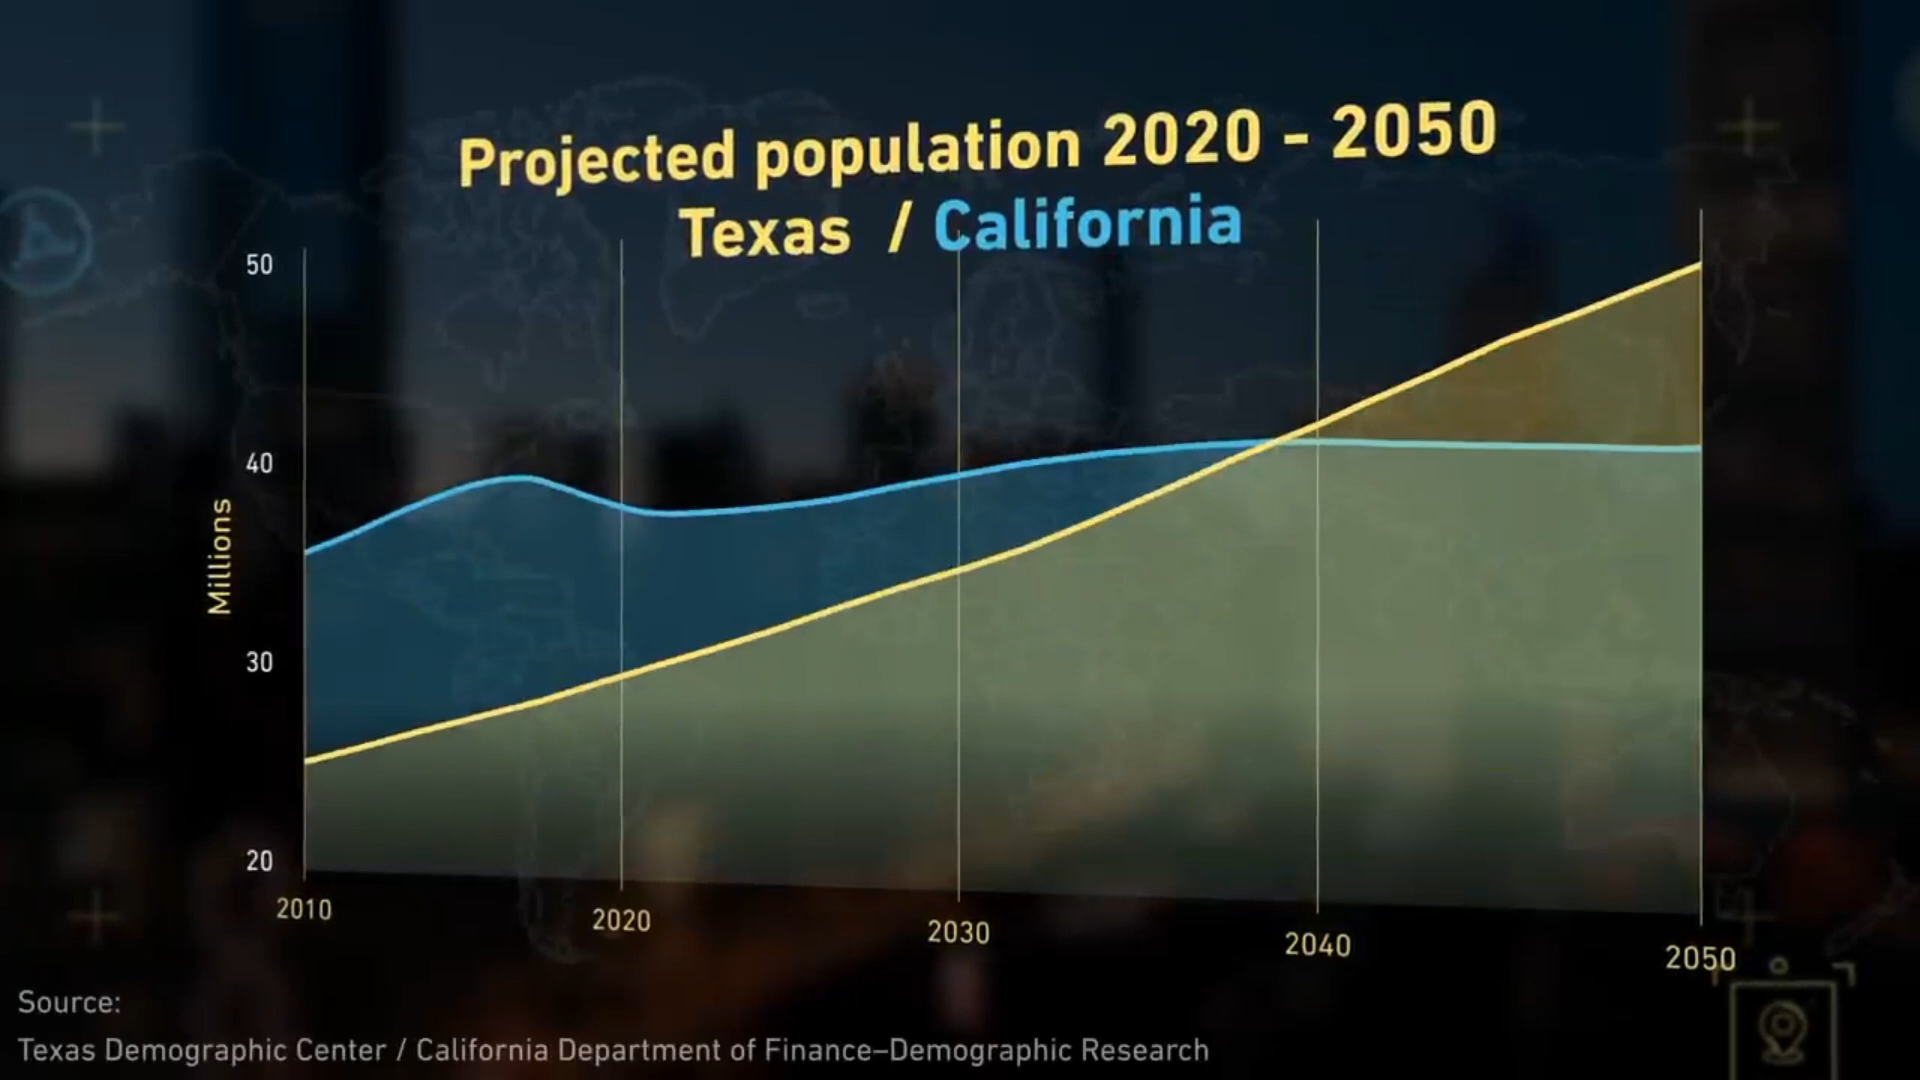 Projected population 2020 - 2050
Texas / California
50
40
30
20
Millions
2010
2020
2030
2040
2050
Source:
Texas Demographic Center / California Department of Finance–Demographic Research